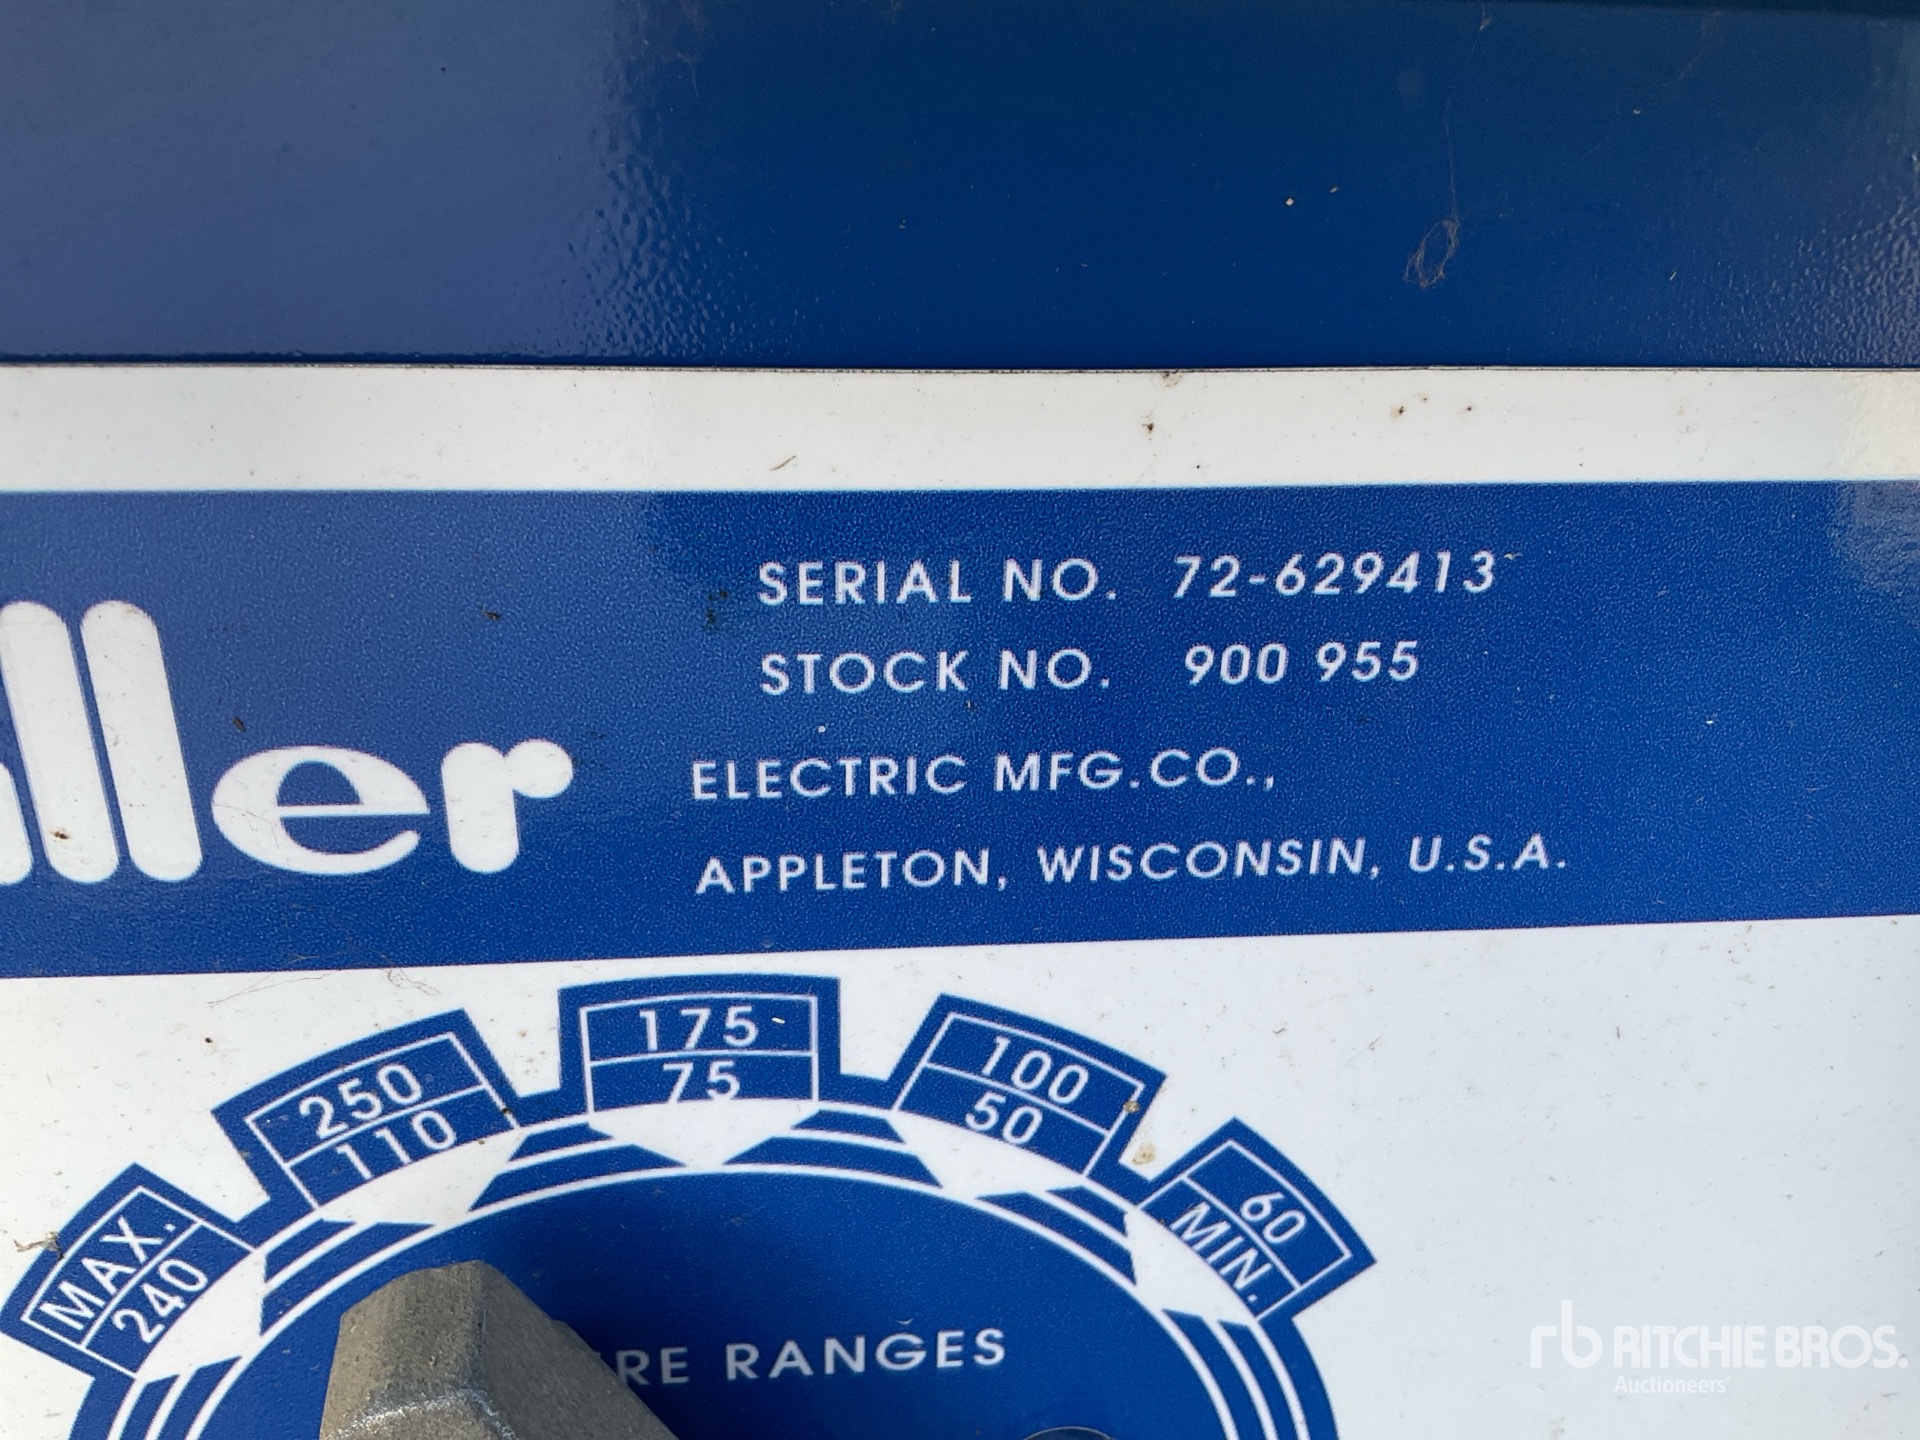 SERIAL NO. 72-629413
STOCK NO. 900 955
ller
ELECTRIC MFG.CO.,
APPLETON, WISCONSIN, U.S.A.
MAX.
240
250
110
175
75
100
50
60
MIN.
RE RANGES
rb RITCHIE BROS.
Auctioneers